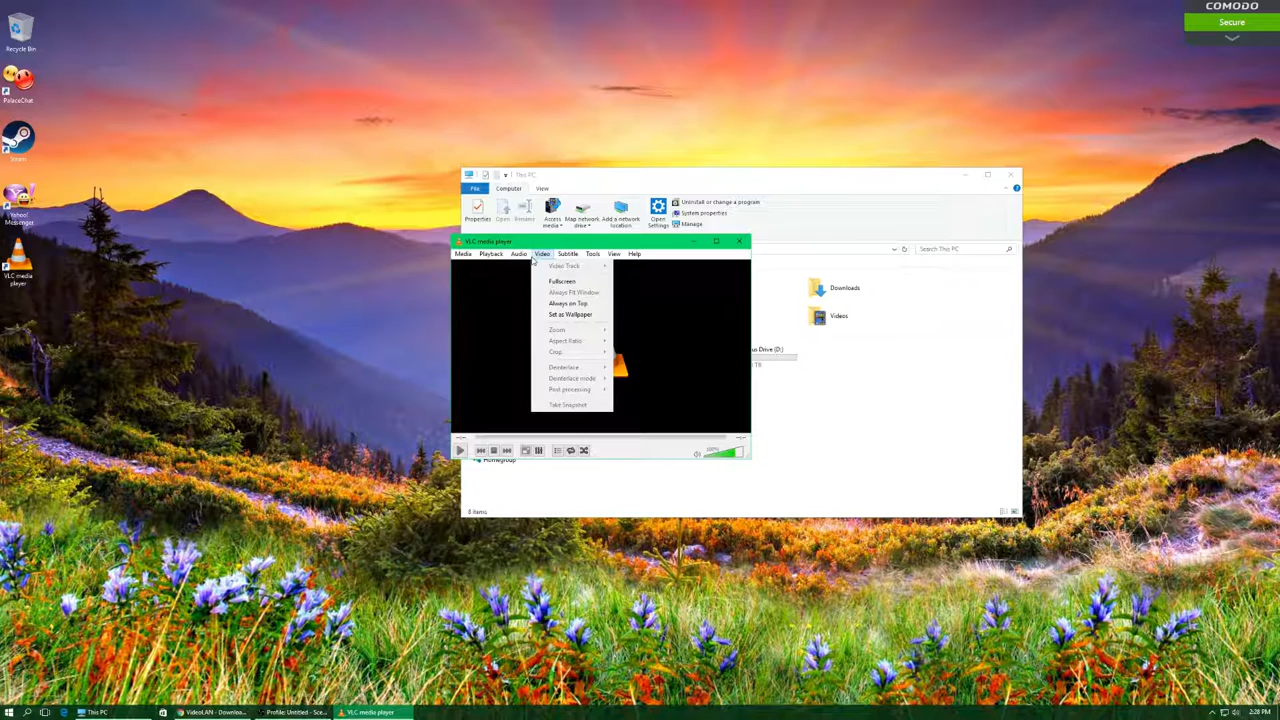 COMODO
Secure
Recycle Bin
PalaceChat
Steam
Yahoo!
Messenger
VLC media
player
This PC
File
Computer
View
Properties
Open
Rename
Access
media
Map network
drive
Add a network
location
Open
Settings
Uninstall or change a program
System properties
Manage
Search This PC
Downloads
Videos
us Drive (D:)
TB
Homegroup
8 items
VLC media player
Media
Playback
Audio
Video
Subtitle
Tools
View
Help
Video Track
Fullscreen
Always Fit Window
Always on Top
Set as Wallpaper
Zoom
Aspect Ratio
Crop
Deinterlace
Deinterlace mode
Post processing
Take Snapshot
This PC
VideoLAN - Downloa...
Profile: Untitled - Sce...
VLC media player
2:28 PM